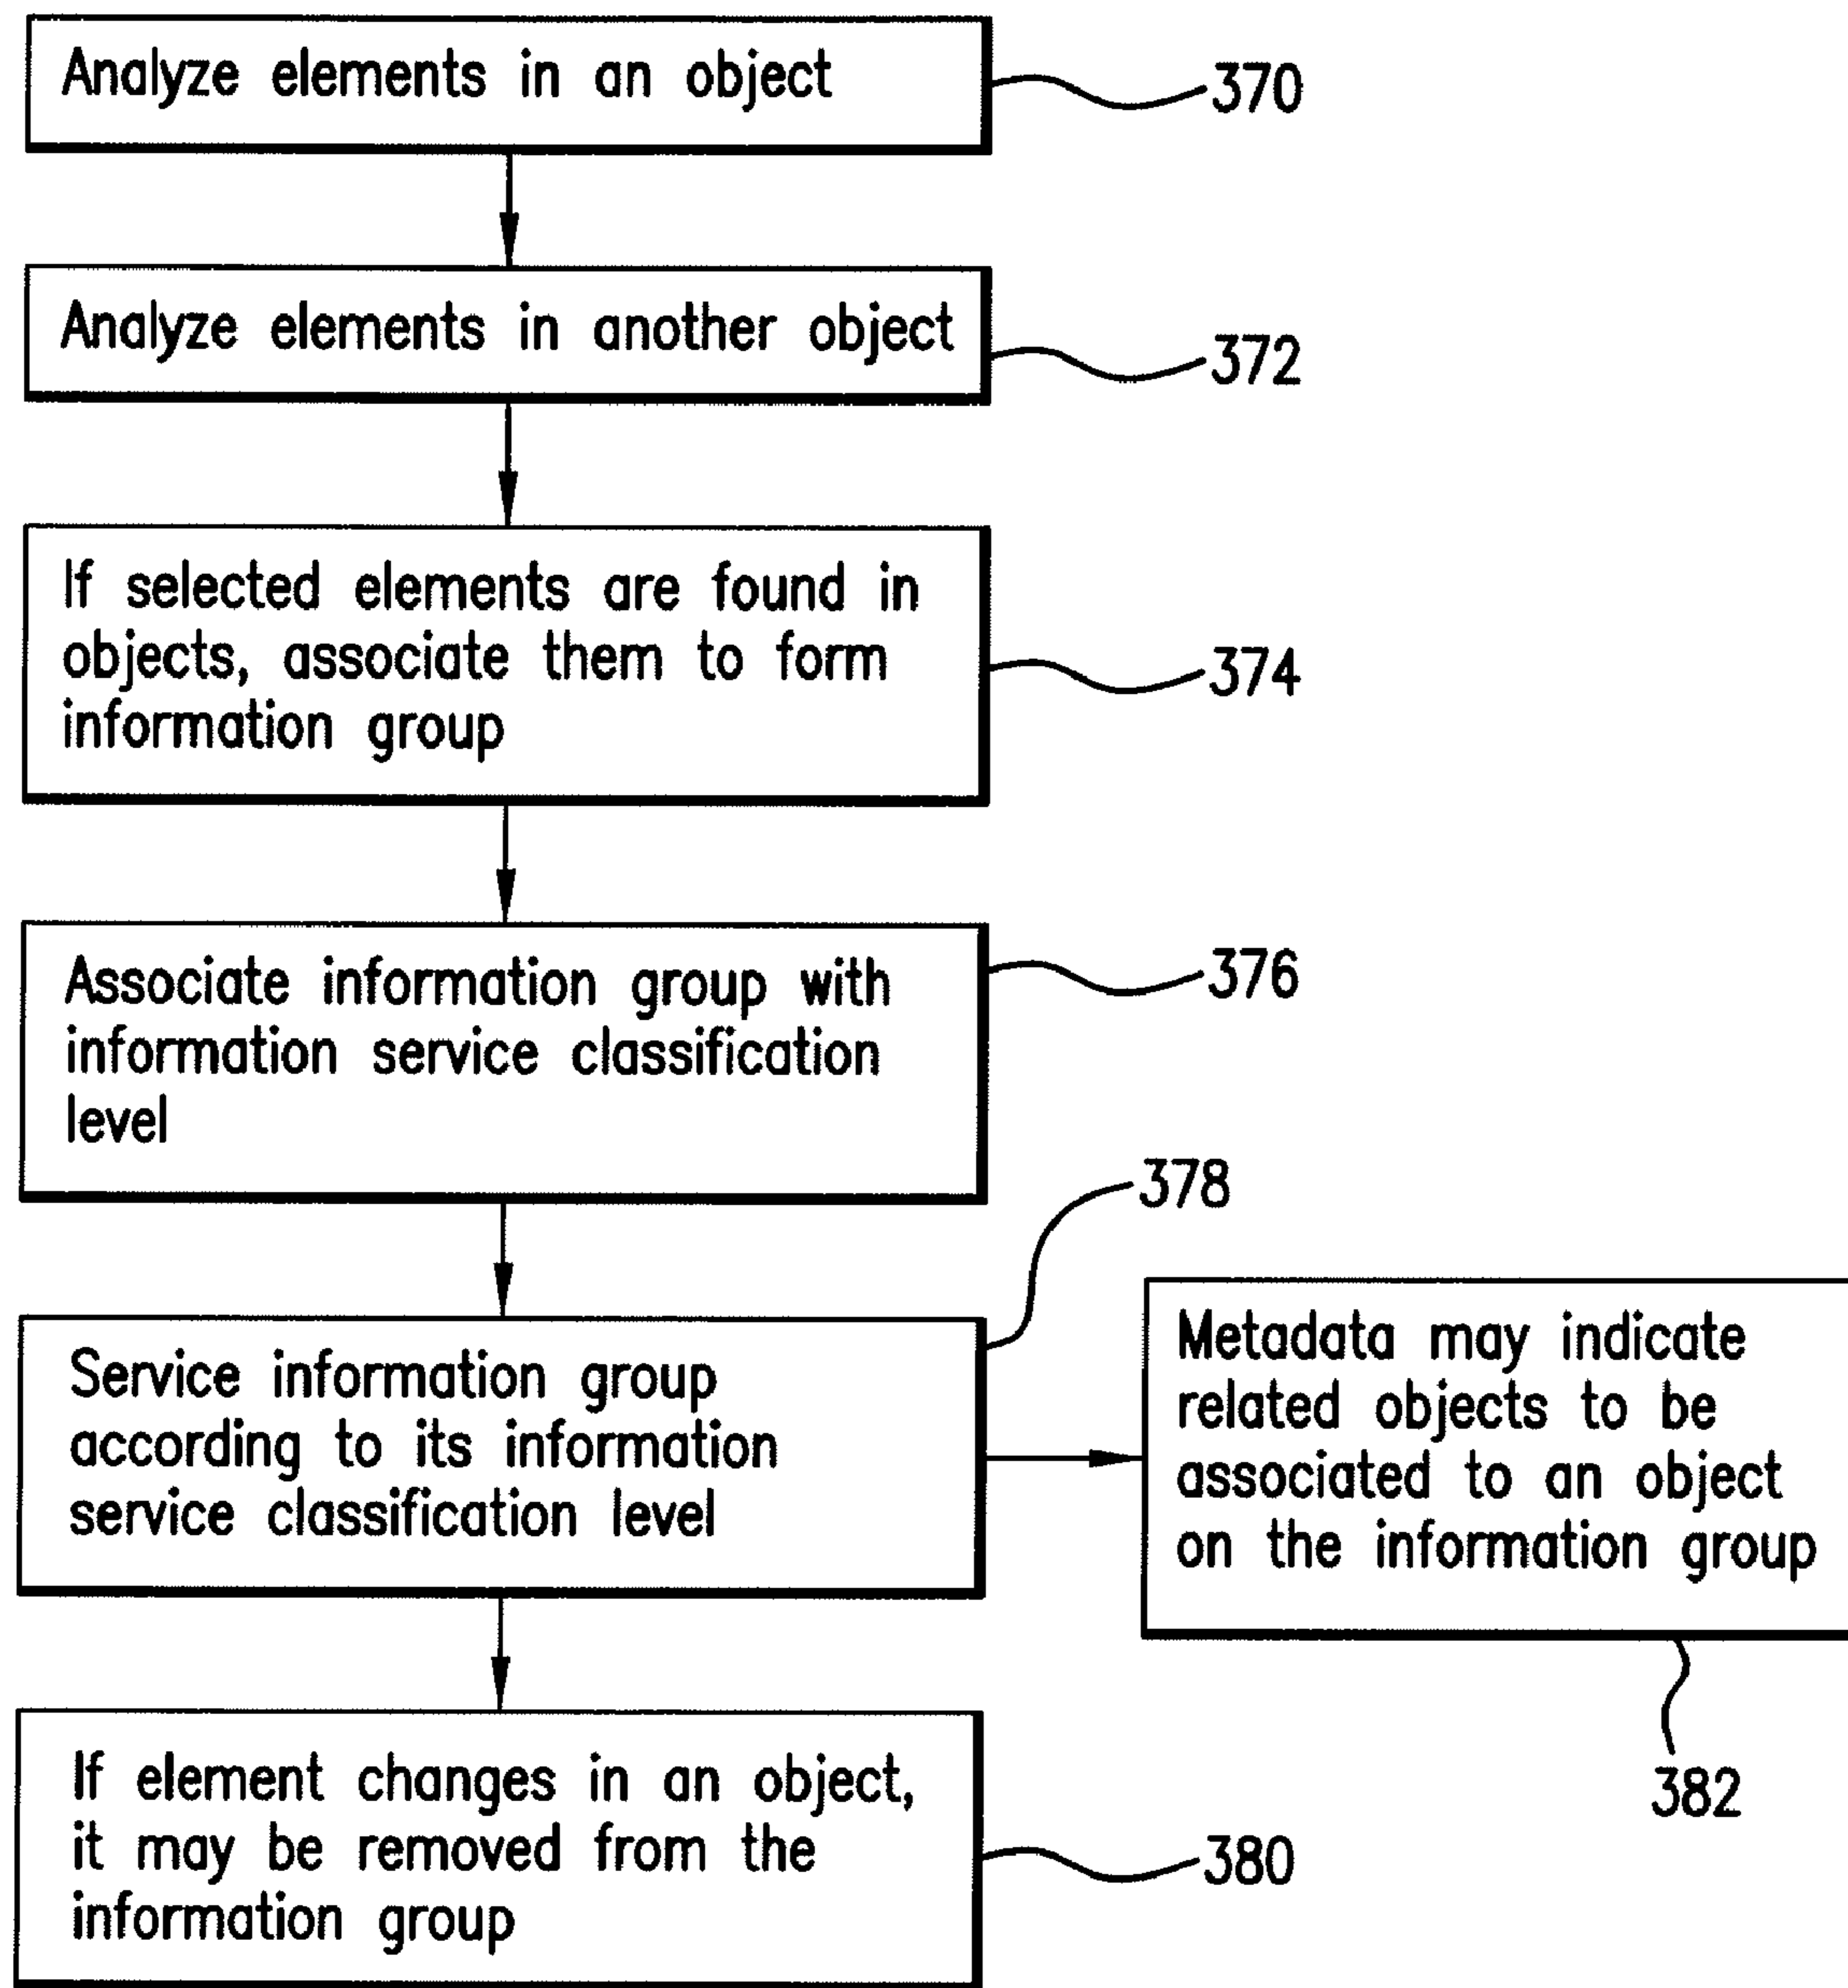 Analyze elements in an object
370
Analyze elements in another object
372
If selected elements are found in
objects, associate them to form
information group
374
Associate information group with
information service classification
level
376
378
Service information group
according to its information
service classification level
Metadata may indicate
related objects to be
associated to an object
on the information group
382
If element changes in an object,
it may be removed from the
information group
380